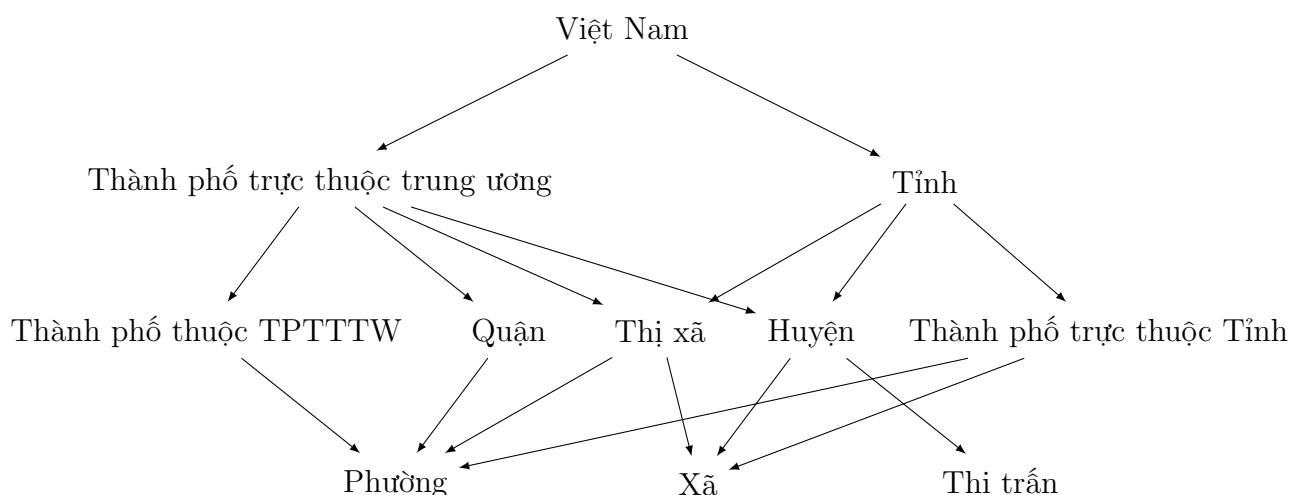 Việt Nam
Thành phố trực thuộc trung ương
Tỉnh
Thành phố thuộc TPTTTW
Quận
Thị xã
Huyện
Thành phố trực thuộc Tỉnh
Phường
Xã
Thi trấn